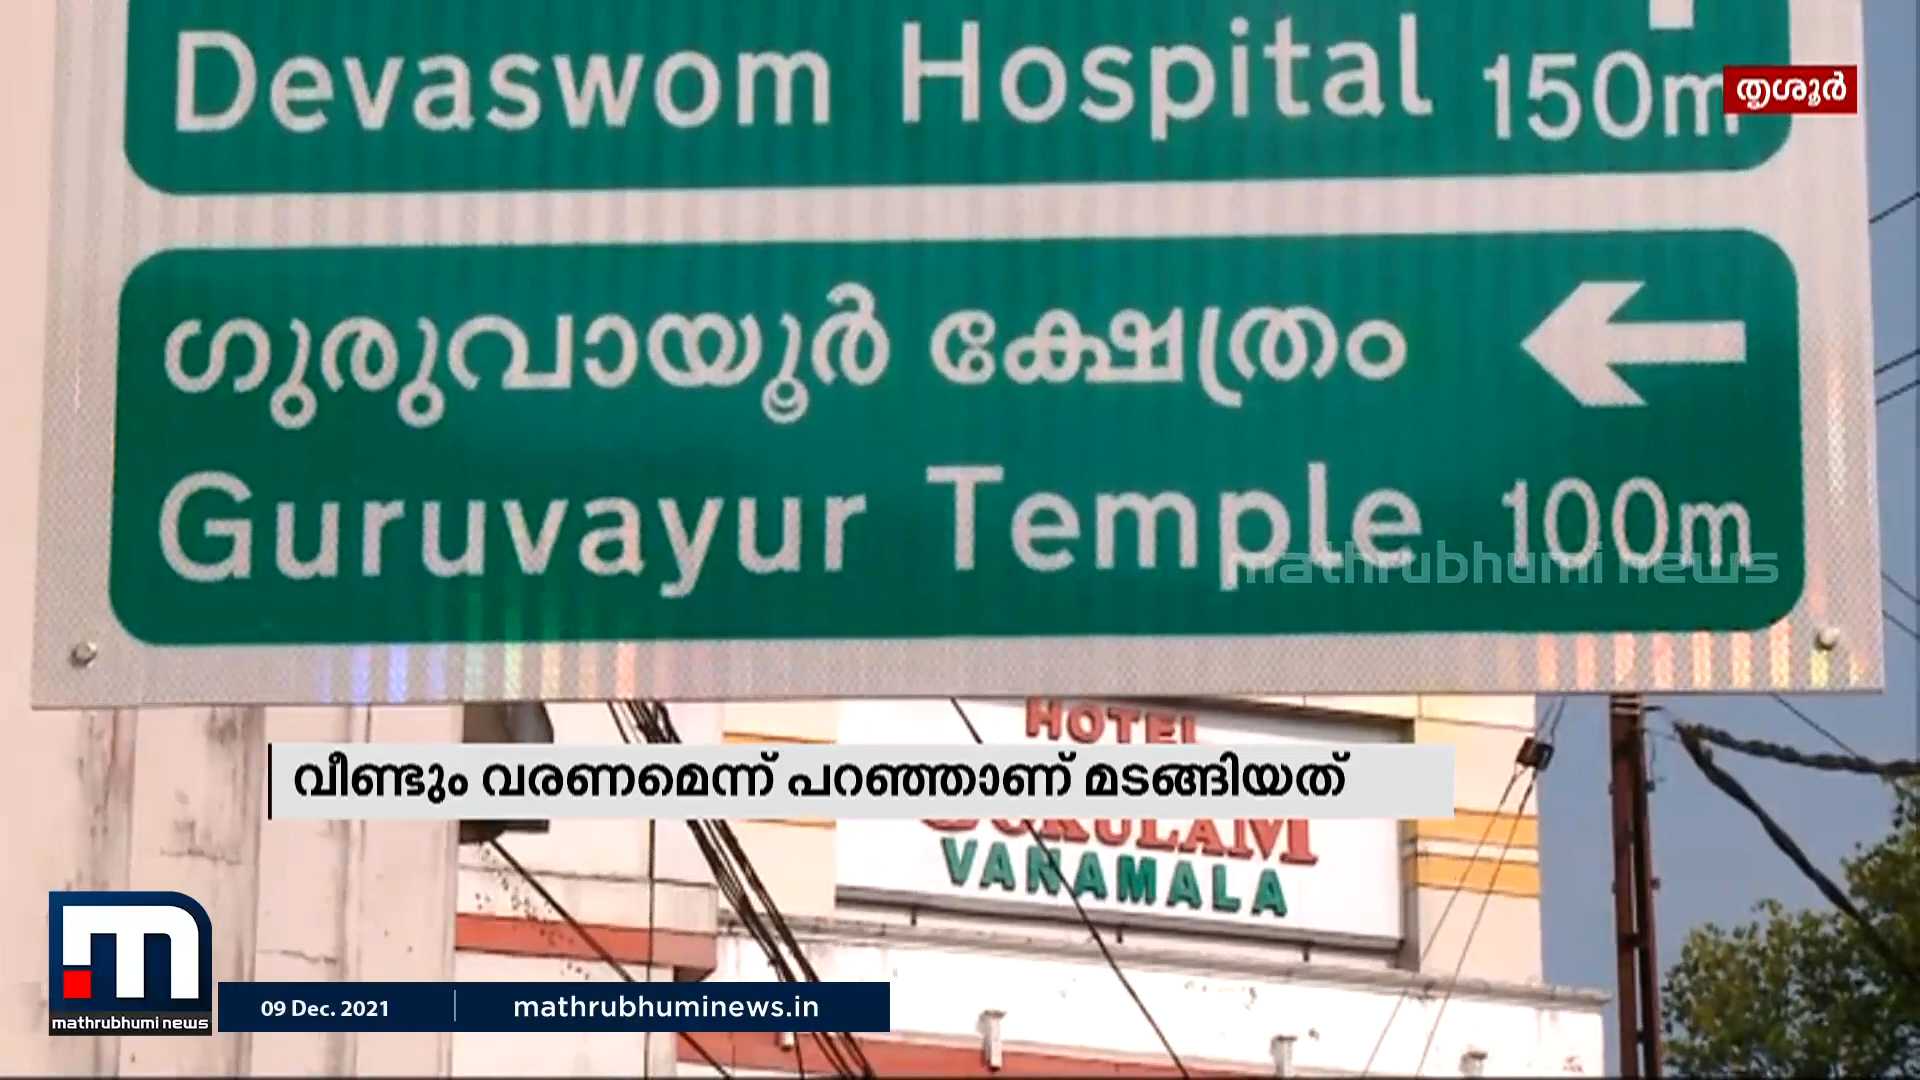 Devaswom Hospital 150m
തൃശൂർ
ഗുരുവായൂർ ക്ഷേത്രം
Guruvayur Temple 100m
mathrubhumi news
HOTEL
വീണ്ടും വരണമെന്ന് പറഞ്ഞാണ് മടങ്ങിയത്
GOKULAM
VANAMALA
mathrubhumi news
09 Dec. 2021
mathrubhuminews.in